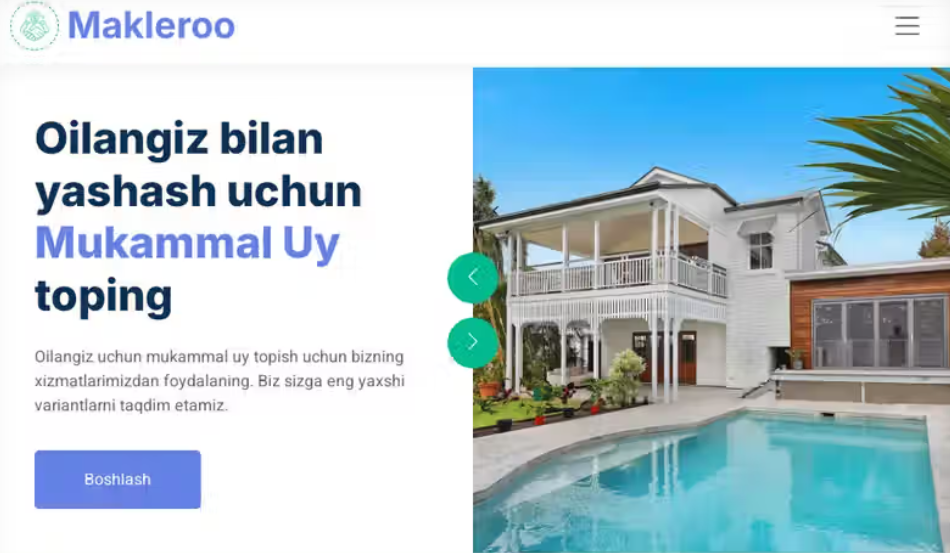 Makleroo
Oilangiz bilan
yashash uchun
Mukammal Uy
toping
Oilangiz uchun mukammal uy topish uchun bizning
xizmatlarimizdan foydalaning. Biz sizga eng yaxshi
variantlarni taqdim etamiz.
Boshlash